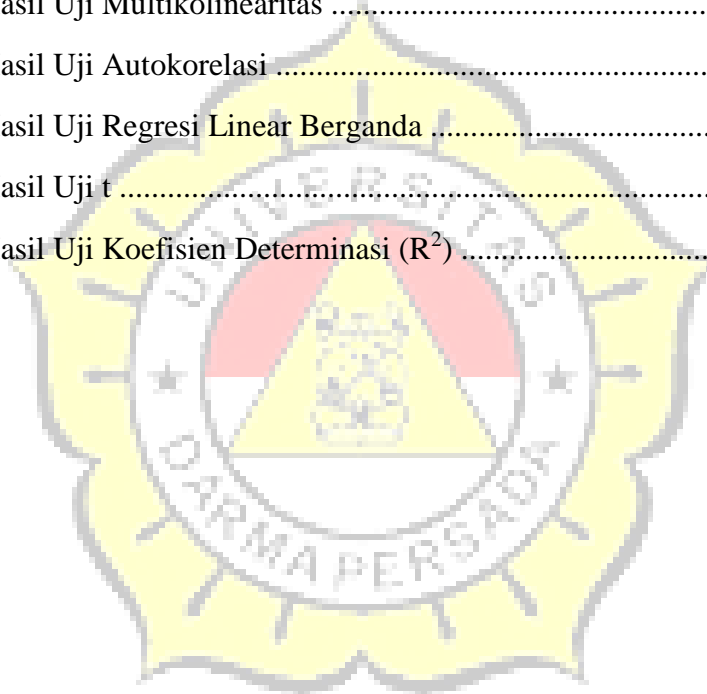 asil Uji Multikolinearitas ........................................................
asil Uji Autokorelasi ................................................................
asil Uji Regresi Linear Berganda .........................................
asil Uji t .......................................................................................
asil Uji Koefisien Determinasi (R²) ....................................
UNIVERSITAS
DARMA PERSADA